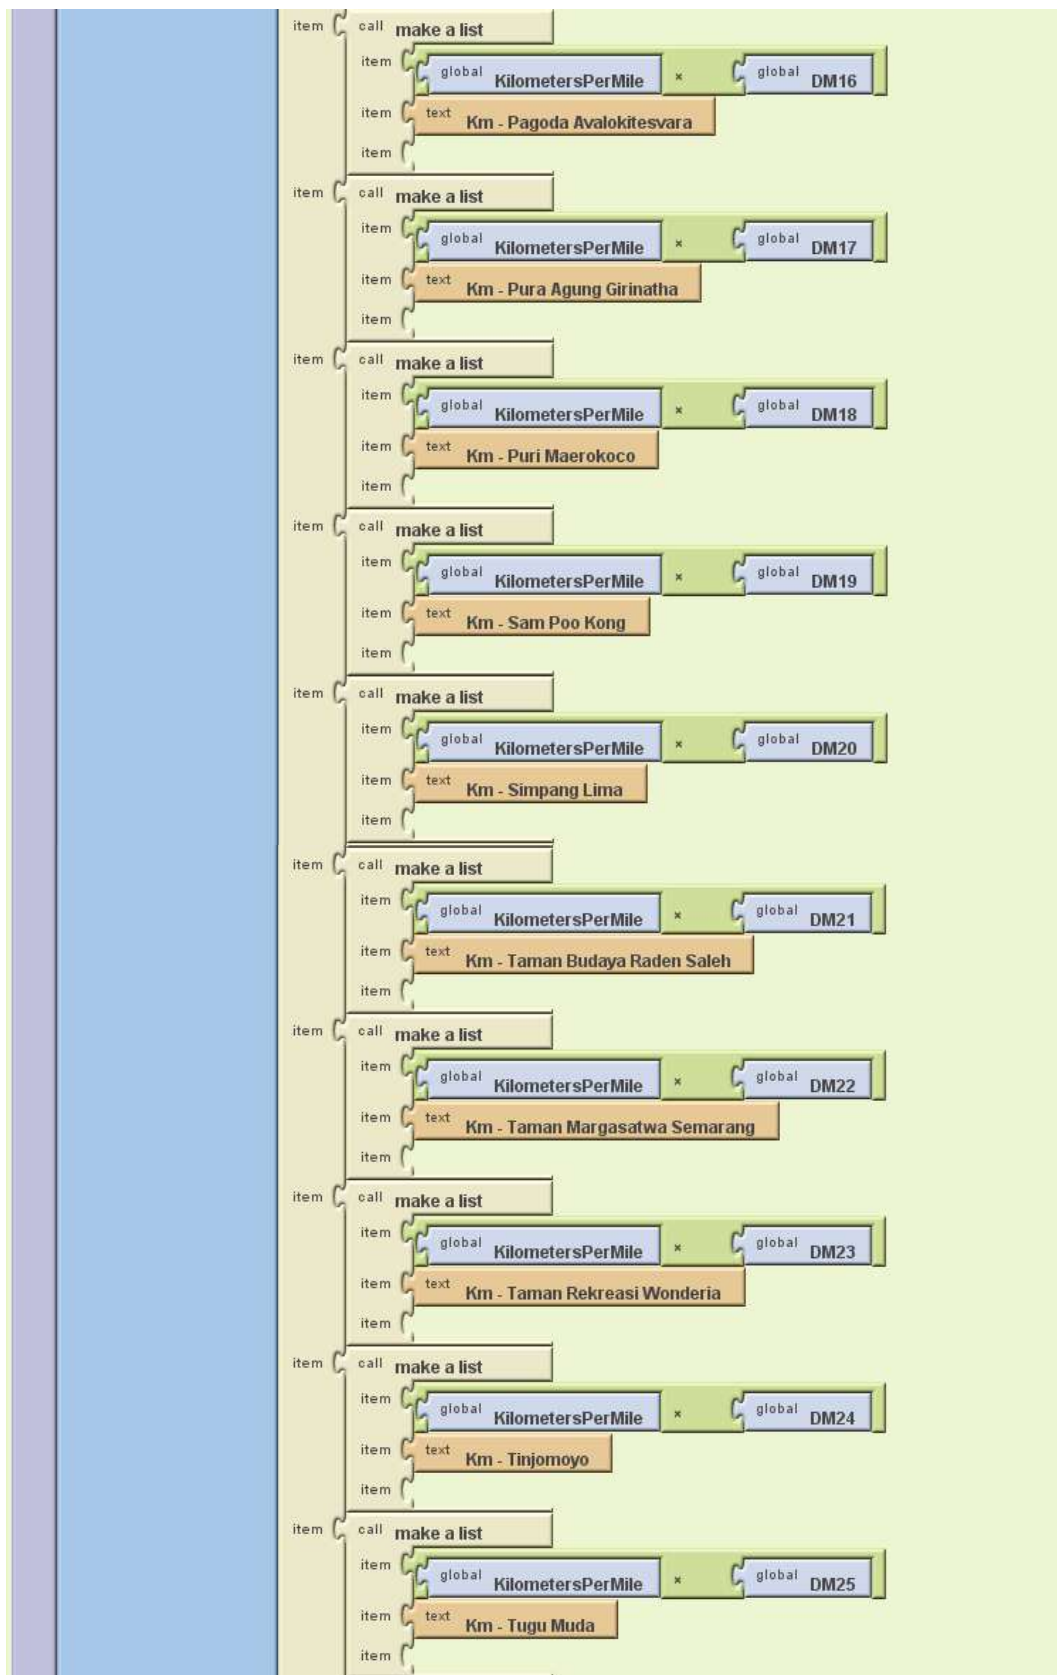 item call make a list
item global KilometersPerMile × global DM16
item text Km - Pagoda Avalokitesvara
item
item call make a list
item global KilometersPerMile × global DM17
item text Km - Pura Agung Girinatha
item
item call make a list
item global KilometersPerMile × global DM18
item text Km - Puri Maerokoco
item
item call make a list
item global KilometersPerMile × global DM19
item text Km - Sam Poo Kong
item
item call make a list
item global KilometersPerMile × global DM20
item text Km - Simpang Lima
item
item call make a list
item global KilometersPerMile × global DM21
item text Km - Taman Budaya Raden Saleh
item
item call make a list
item global KilometersPerMile × global DM22
item text Km - Taman Margasatwa Semarang
item
item call make a list
item global KilometersPerMile × global DM23
item text Km - Taman Rekreasi Wonderia
item
item call make a list
item global KilometersPerMile × global DM24
item text Km - Tinjomoyo
item
item call make a list
item global KilometersPerMile × global DM25
item text Km - Tugu Muda
item